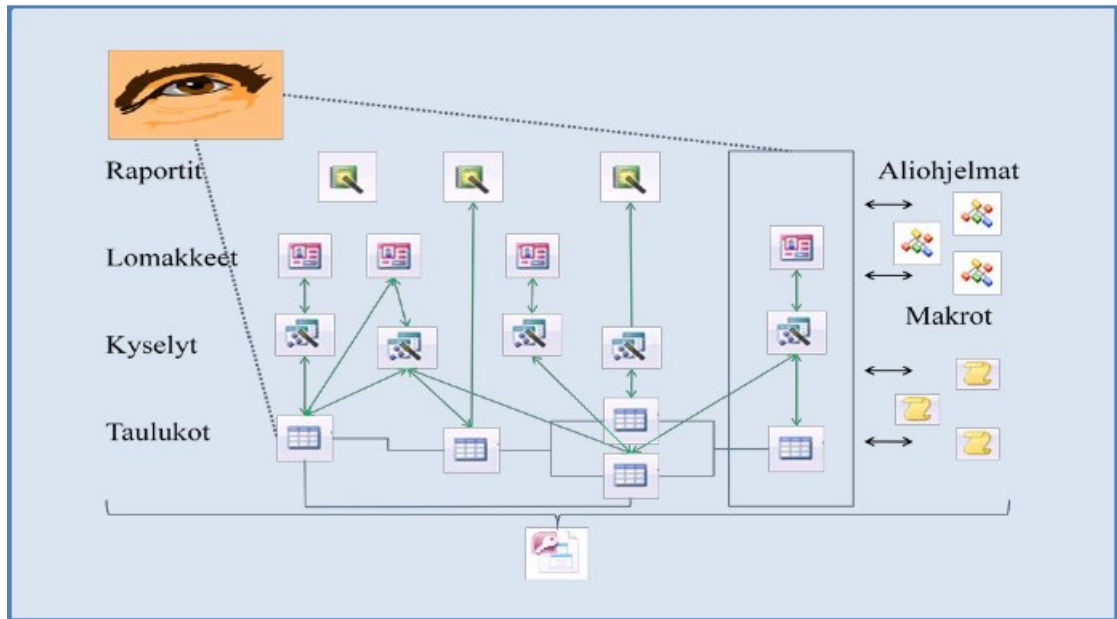 Raportit
Aliohjelmat
Lomakkeet
Makrot
Kyselyt
Taulukot